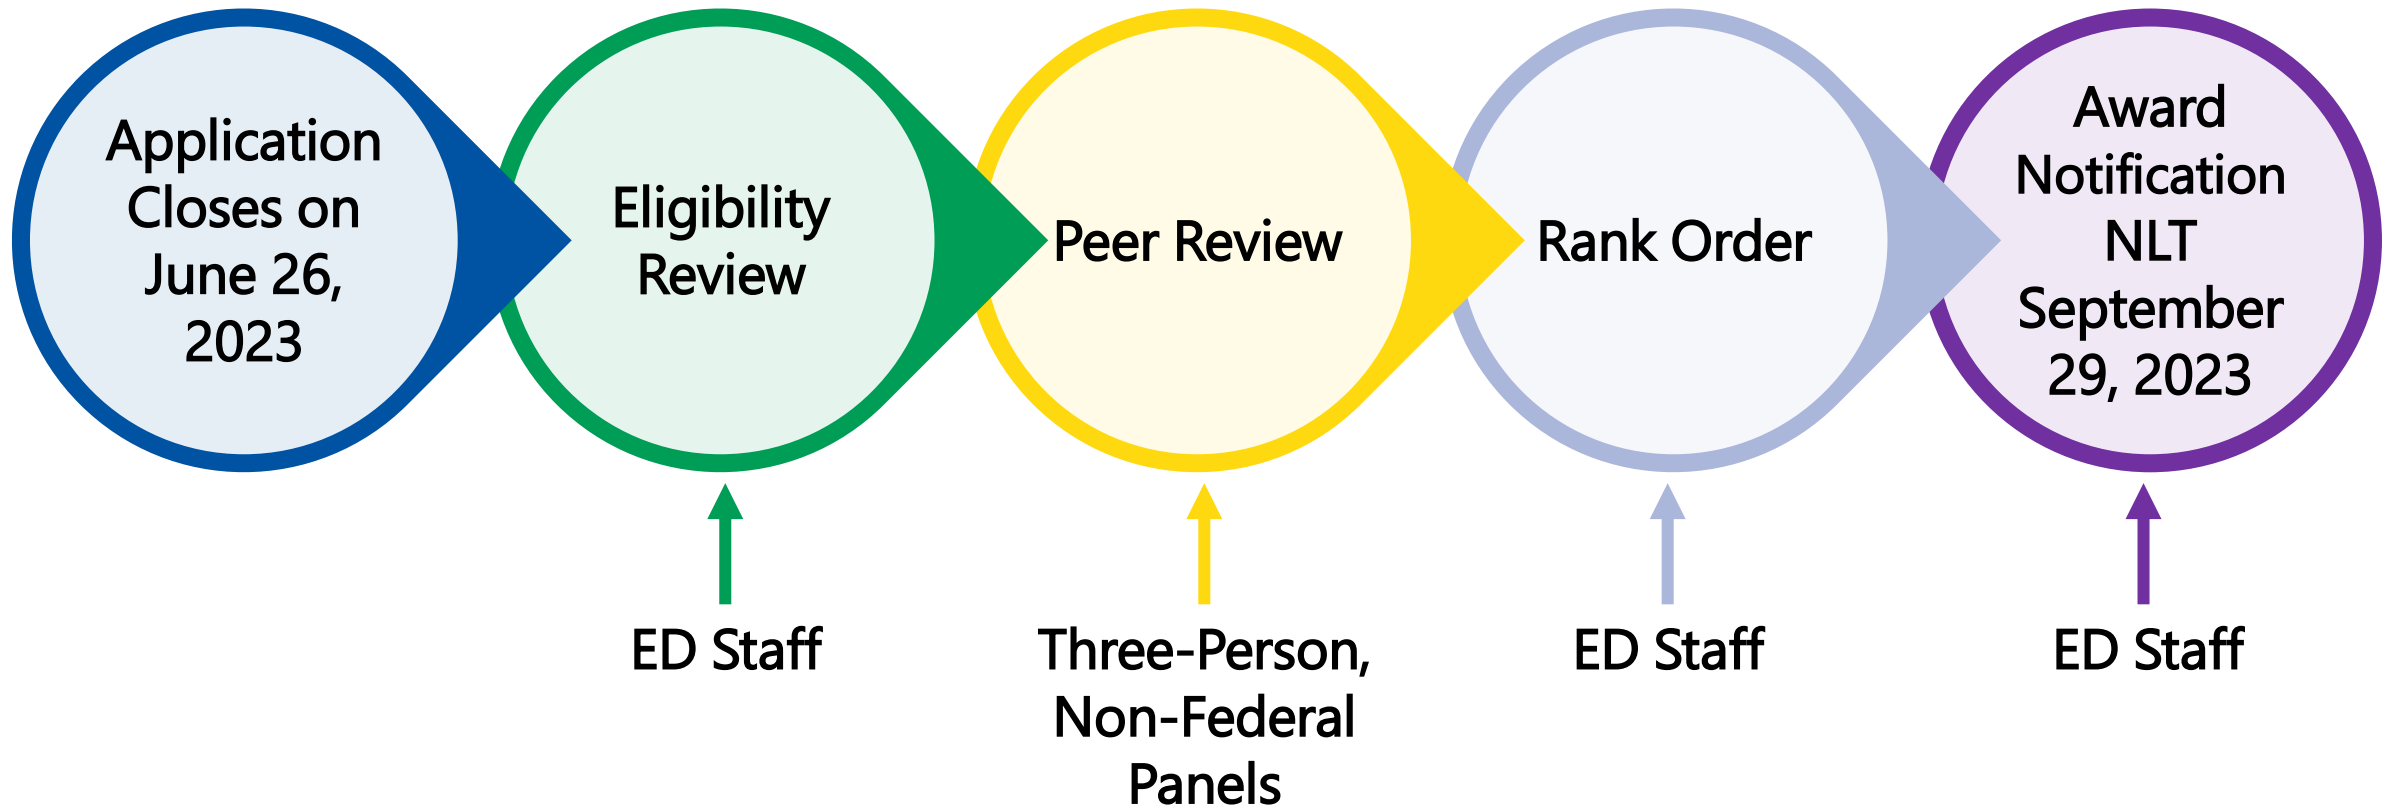 Application
Closes on
June 26,
2023
Eligibility
Review
Peer Review
Rank Order
Award
Notification
NLT
September
29, 2023
ED Staff
Three-Person,
Non-Federal
Panels
ED Staff
ED Staff